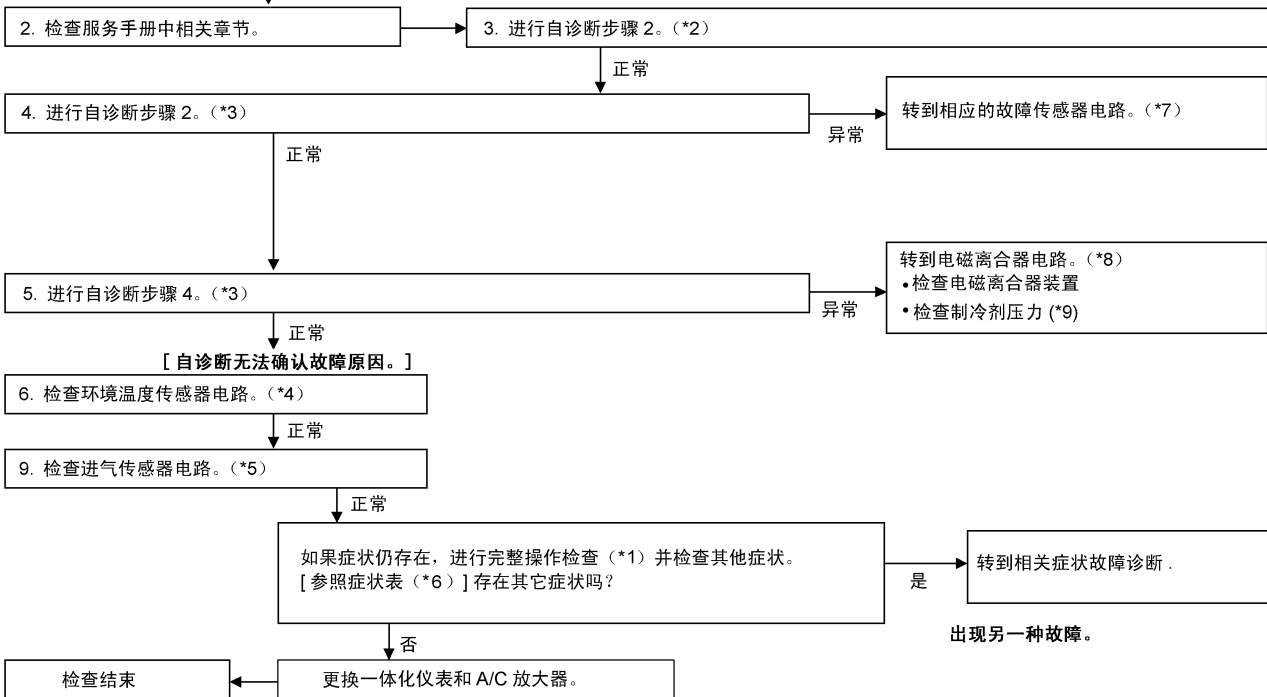 2. 检查服务手册中相关章节。
3. 进行自诊断步骤 2。(*2)
正常
4. 进行自诊断步骤 2。(*3)
异常
转到相应的故障传感器电路。(*7)
正常
转到电磁离合器电路。(*8)
•检查电磁离合器装置
•检查制冷剂压力 (*9)
5. 进行自诊断步骤 4。(*3)
异常
正常
[ 自诊断无法确认故障原因。]
6. 检查环境温度传感器电路。(*4)
正常
9. 检查进气传感器电路。(*5)
正常
如果症状仍存在，进行完整操作检查（*1）并检查其他症状。
[ 参照症状表（*6）] 存在其它症状吗?
是
转到相关症状故障诊断 .
出现另一种故障。
否
更换一体化仪表和 A/C 放大器。
检查结束